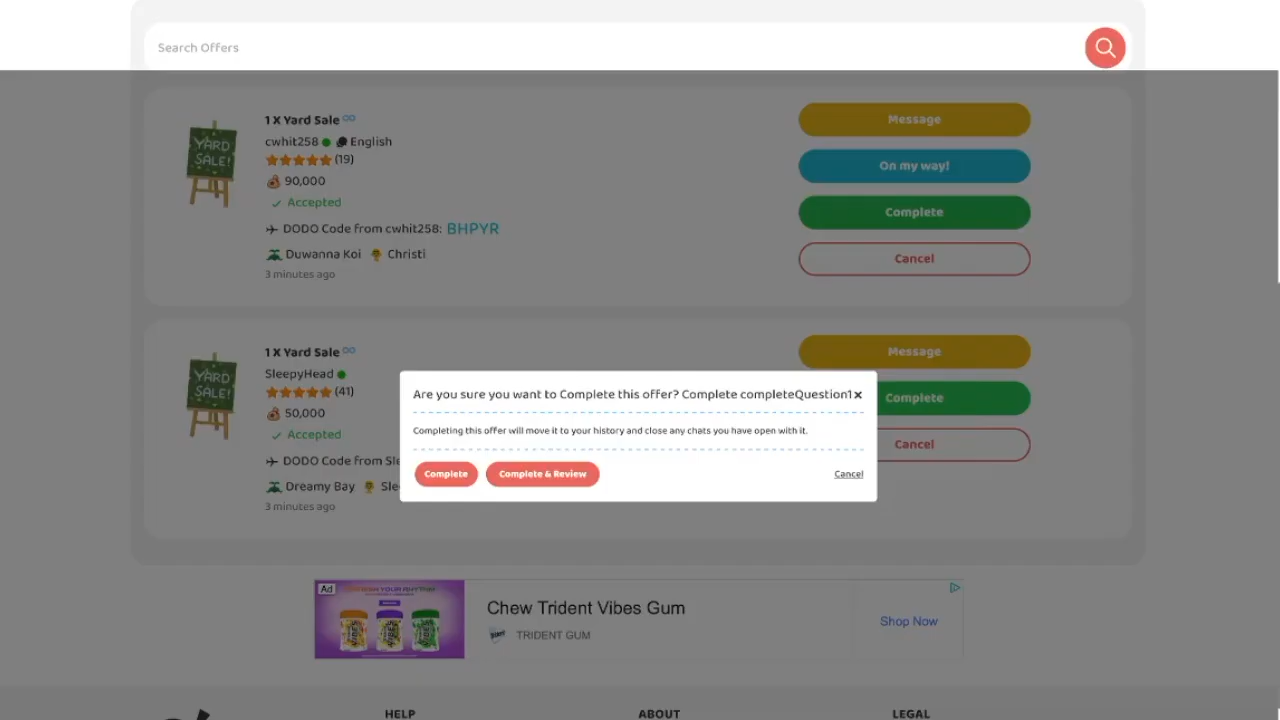 Search Offers
YARD
SALE!
1 X Yard Sale
cwhit258 English
(19)
90,000
Accepted
DODO Code from cwhit258: BHPYR
Duwanna Koi Christi
3 minutes ago
Message
On my way!
Complete
Cancel
YARD
SALE!
1 X Yard Sale
SleepyHead
(41)
50,000
Accepted
DODO Code from Sle
Dreamy Bay Sle
3 minutes ago
Message
Complete
Cancel
Are you sure you want to Complete this offer? Complete completeQuestion1
Completing this offer will move it to your history and close any chats you have open with it.
Complete
Complete & Review
Cancel
Ad
Chew Trident Vibes Gum
TRIDENT GUM
Shop Now
HELP
ABOUT
LEGAL